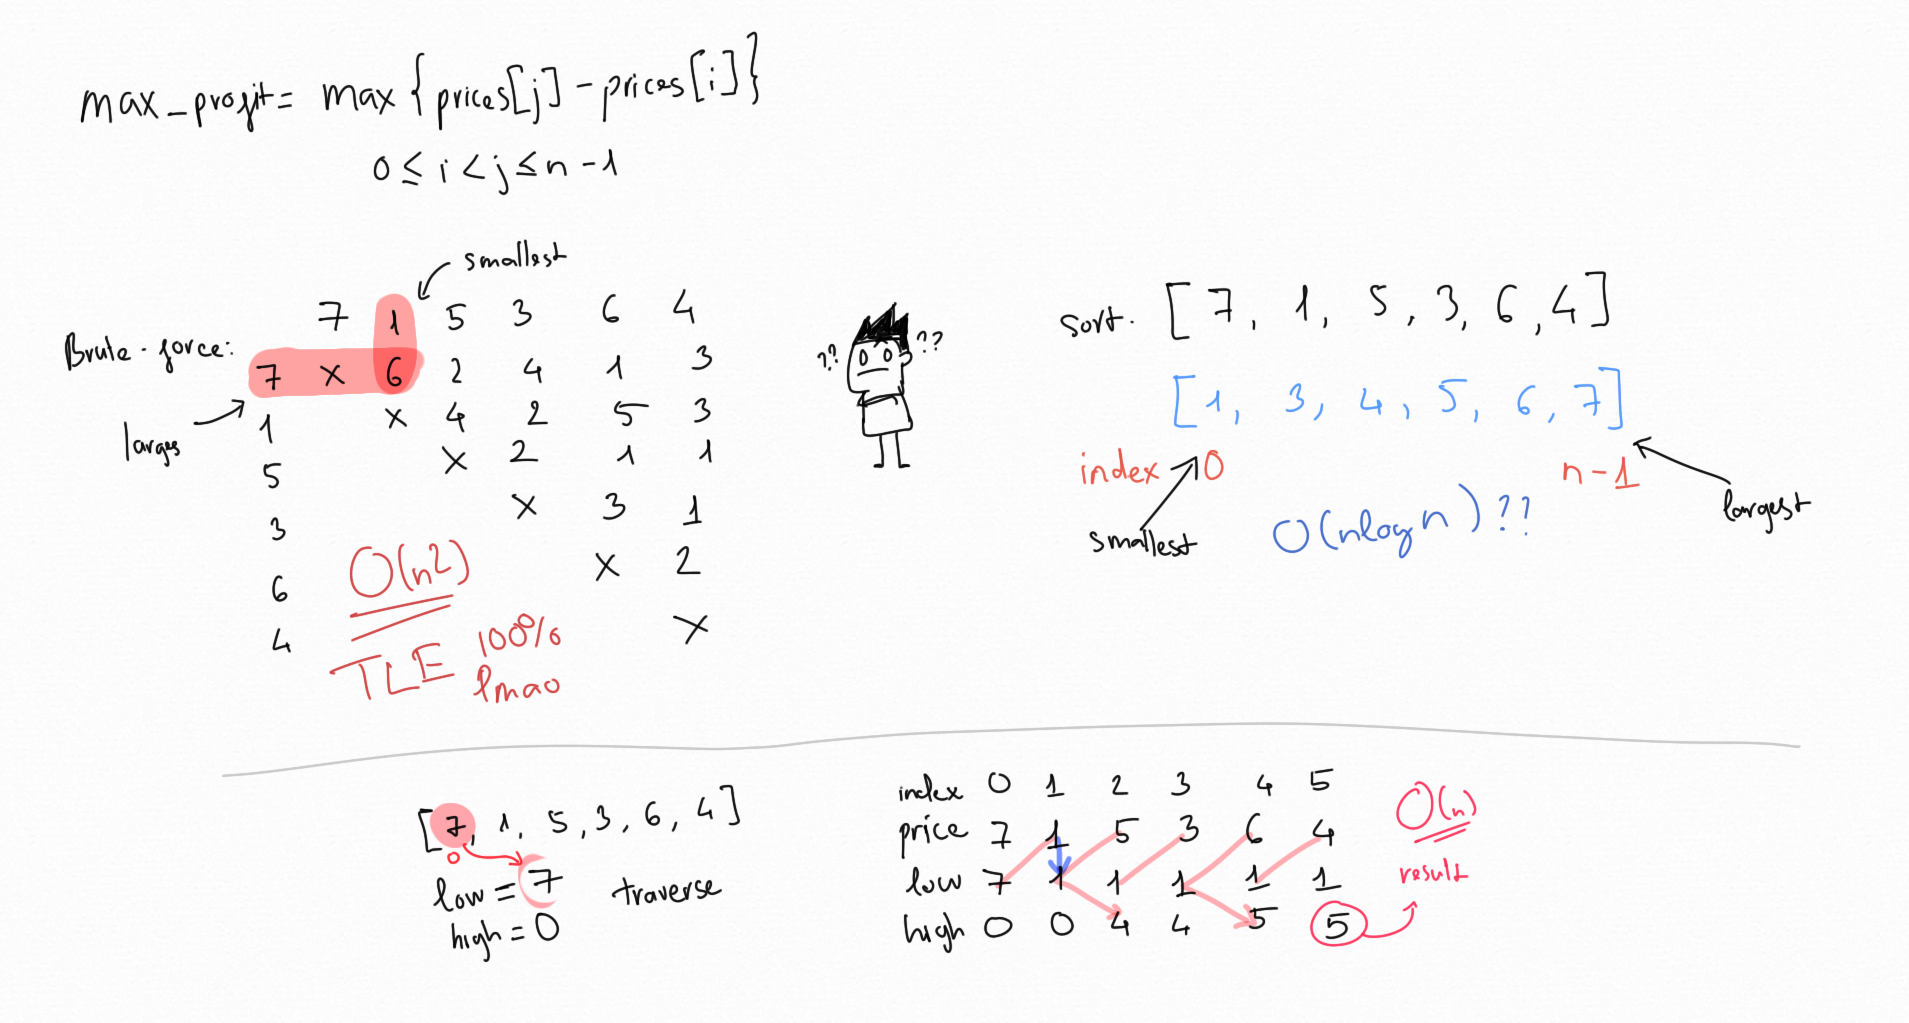 max_profit = max { prices[j] - prices[i] }
0 ≤ i < j ≤ n - 1
smallest
Brute-force:
7 1 5 3 6 4
7 x 6 2 4 1 3
1 x 4 2 5 3
5 x 2 1 1
3 x 3 1
6 x 2
4 x
larges
O(n2)
TLE 100%
lmao
?? ??
sort. [7, 1, 5, 3, 6, 4]
[1, 3, 4, 5, 6, 7]
index 0 n-1
smallest
largest
O(nlogn)??
[7, 1, 5, 3, 6, 4]
0
low = 7 traverse
high = 0
index 0 1 2 3 4 5
price 7 1 5 3 6 4
low 7 1 1 1 1 1
high 0 0 4 4 5 5
O(n)
result